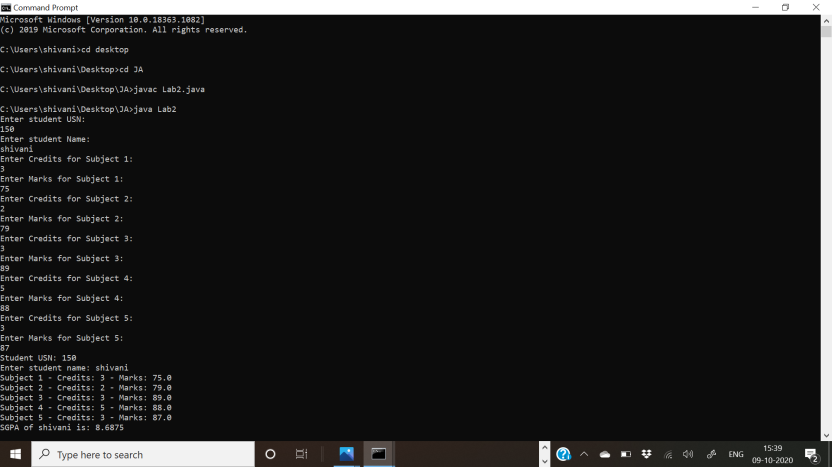 Command Prompt
Microsoft Windows [Version 10.0.18363.1082]
(c) 2019 Microsoft Corporation. All rights reserved.
C:\Users\shivani>cd desktop
C:\Users\shivani\Desktop>cd JA
C:\Users\shivani\Desktop\JA>javac Lab2.java
C:\Users\shivani\Desktop\JA>java Lab2
Enter student USN:
150
Enter student Name:
shivani
Enter Credits for Subject 1:
3
Enter Marks for Subject 1:
75
Enter Credits for Subject 2:
2
Enter Marks for Subject 2:
79
Enter Credits for Subject 3:
3
Enter Marks for Subject 3:
89
Enter Credits for Subject 4:
5
Enter Marks for Subject 4:
88
Enter Credits for Subject 5:
3
Enter Marks for Subject 5:
87
Student USN: 150
Enter student name: shivani
Subject 1 - Credits: 3 - Marks: 75.0
Subject 2 - Credits: 2 - Marks: 79.0
Subject 3 - Credits: 3 - Marks: 89.0
Subject 4 - Credits: 5 - Marks: 88.0
Subject 5 - Credits: 3 - Marks: 87.0
SGPA of shivani is: 8.6875
Type here to search
ENG
15:39
09-10-2020
2